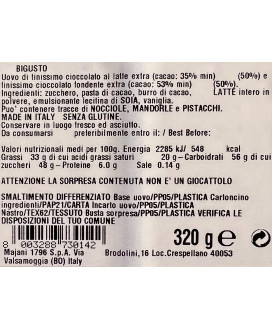 BIGUSTO
Uovo di finissimo cioccolato al latte extra (cacao: 35% min) (50%) e
finissimo cioccolato fondente extra (cacao: 53% min) (50%).
Ingredienti: zucchero, pasta di cacao, burro di cacao, LATTE intero in
polvere, emulsionante lecitina di SOIA, vaniglia.
Puo' contenere tracce di NOCCIOLE, MANDORLE e PISTACCHI.
MADE IN ITALY SENZA GLUTINE.
Conservare in luogo fresco ed asciutto.
Da consumarsi preferibilmente entro il: / Best Before:
Valori nutrizionali medi per 100g. Energia 2285 kJ/ 548 kcal
Grassi 33 g di cui acidi grassi saturi 20 g– Carboidrati 56 g di cui
zuccheri 48 g– Proteine 6.0 g Sale 0.14 g
ATTENZIONE LA SORPRESA CONTENUTA NON E' UN GIOCATTOLO
SMALTIMENTO DIFFERENZIATO Base uovo/PP05/PLASTICA Cartoncino
ingredienti/PAP21/CARTA Incarto uovo/PP05/PLASTICA
Nastro/TEX62/TESSUTO Busta sorpresa/PP05/PLASTICA VERIFICA LE
DISPOSIZIONI DEL TUO COMUNE
8 003288 730142
320 g e
Majani 1796 S.p.A. Via Brodolini,16 Loc.Crespellano 40053
Valsamoggia (BO) Italy